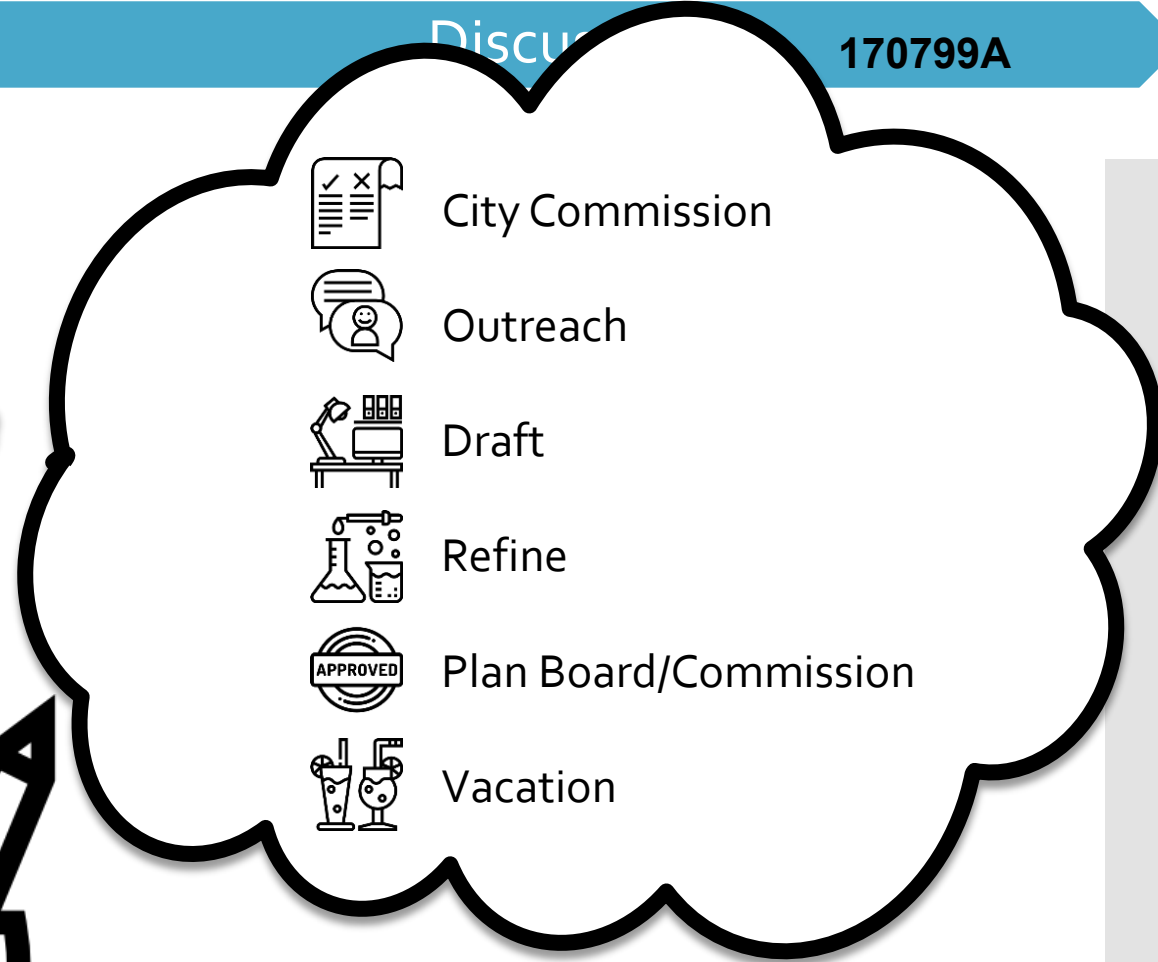 170799A
City Commission
Outreach
Draft
Refine
APPROVED
Plan Board/Commission
Vacation